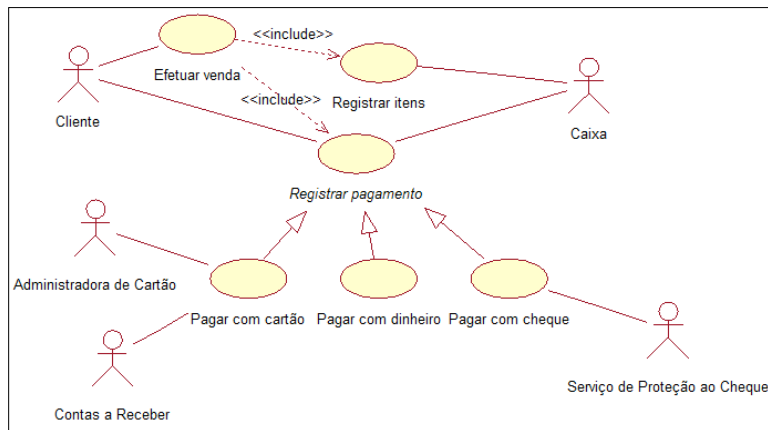 <<include>>
Efetuar venda
<<include>>
Registrar itens
Cliente
Caixa
Registrar pagamento
Administradora de Cartão
Pagar com cartão
Pagar com dinheiro
Pagar com cheque
Contas a Receber
Serviço de Proteção ao Cheque